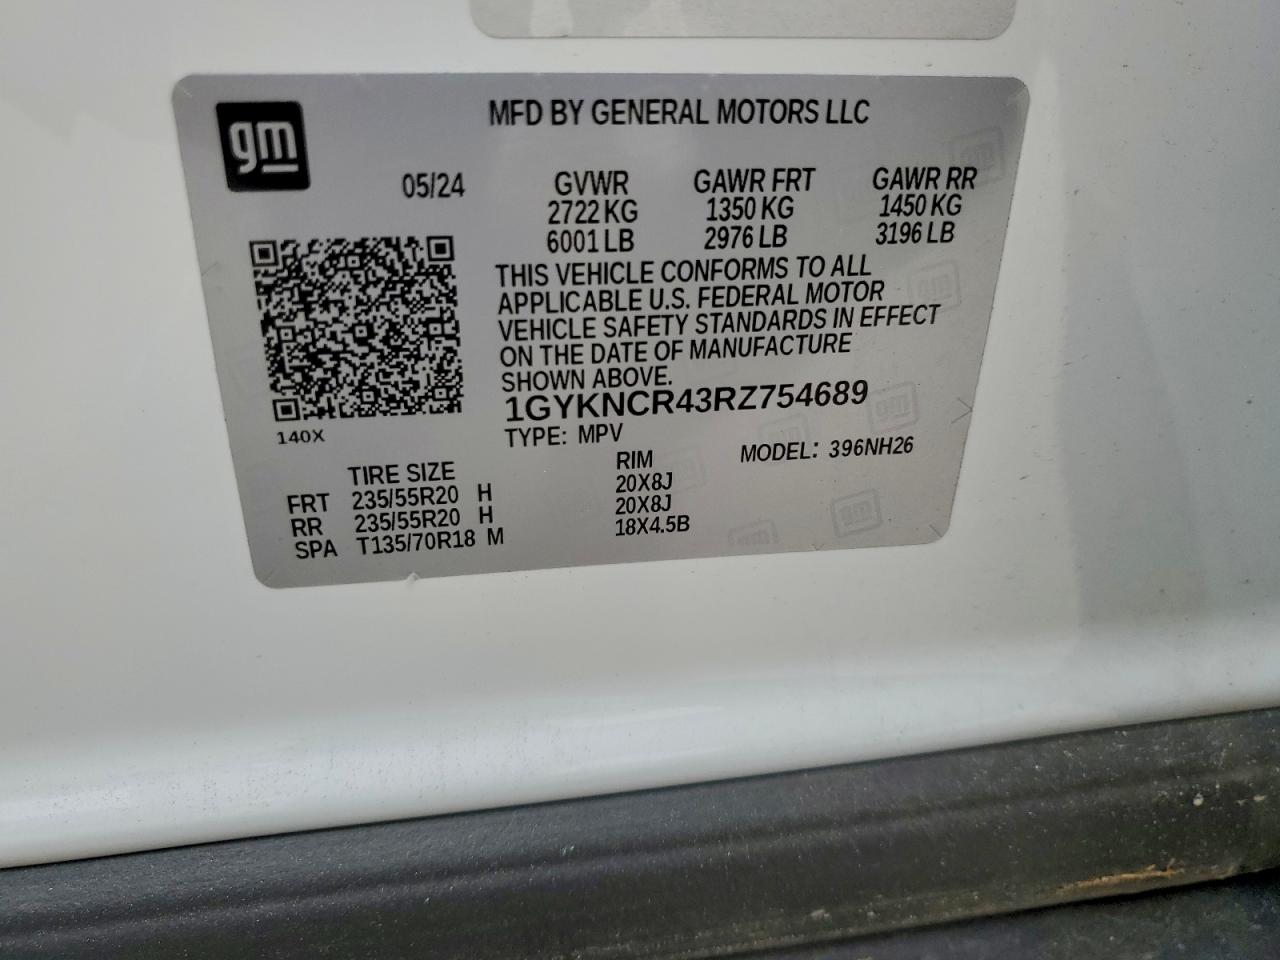 gm
MFD BY GENERAL MOTORS LLC
05/24 GVWR GAWR FRT GAWR RR
2722 KG 1350 KG 1450 KG
6001 LB 2976 LB 3196 LB
THIS VEHICLE CONFORMS TO ALL
APPLICABLE U.S. FEDERAL MOTOR
VEHICLE SAFETY STANDARDS IN EFFECT
ON THE DATE OF MANUFACTURE
SHOWN ABOVE.
1GYKNCR43RZ754689
140X
TYPE: MPV MODEL: 396NH26
TIRE SIZE RIM
FRT 235/55R20 H 20X8J
RR 235/55R20 H 20X8J
SPA T135/70R18 M 18X4.5B